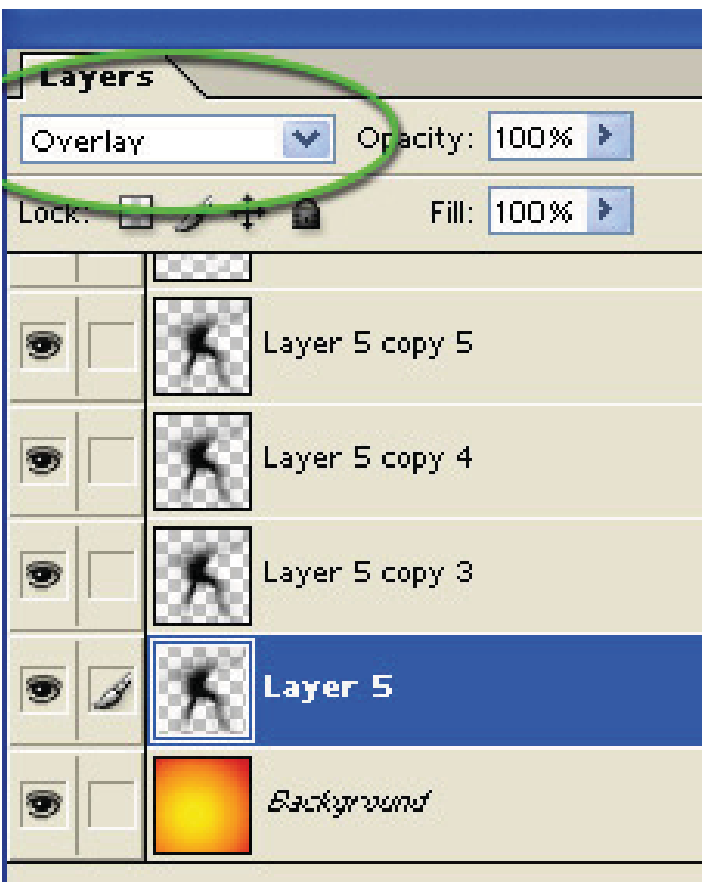 Layers
Overlay Opacity: 100%
Lock: Fill: 100%
Layer 5 copy 5
Layer 5 copy 4
Layer 5 copy 3
Layer 5
Background